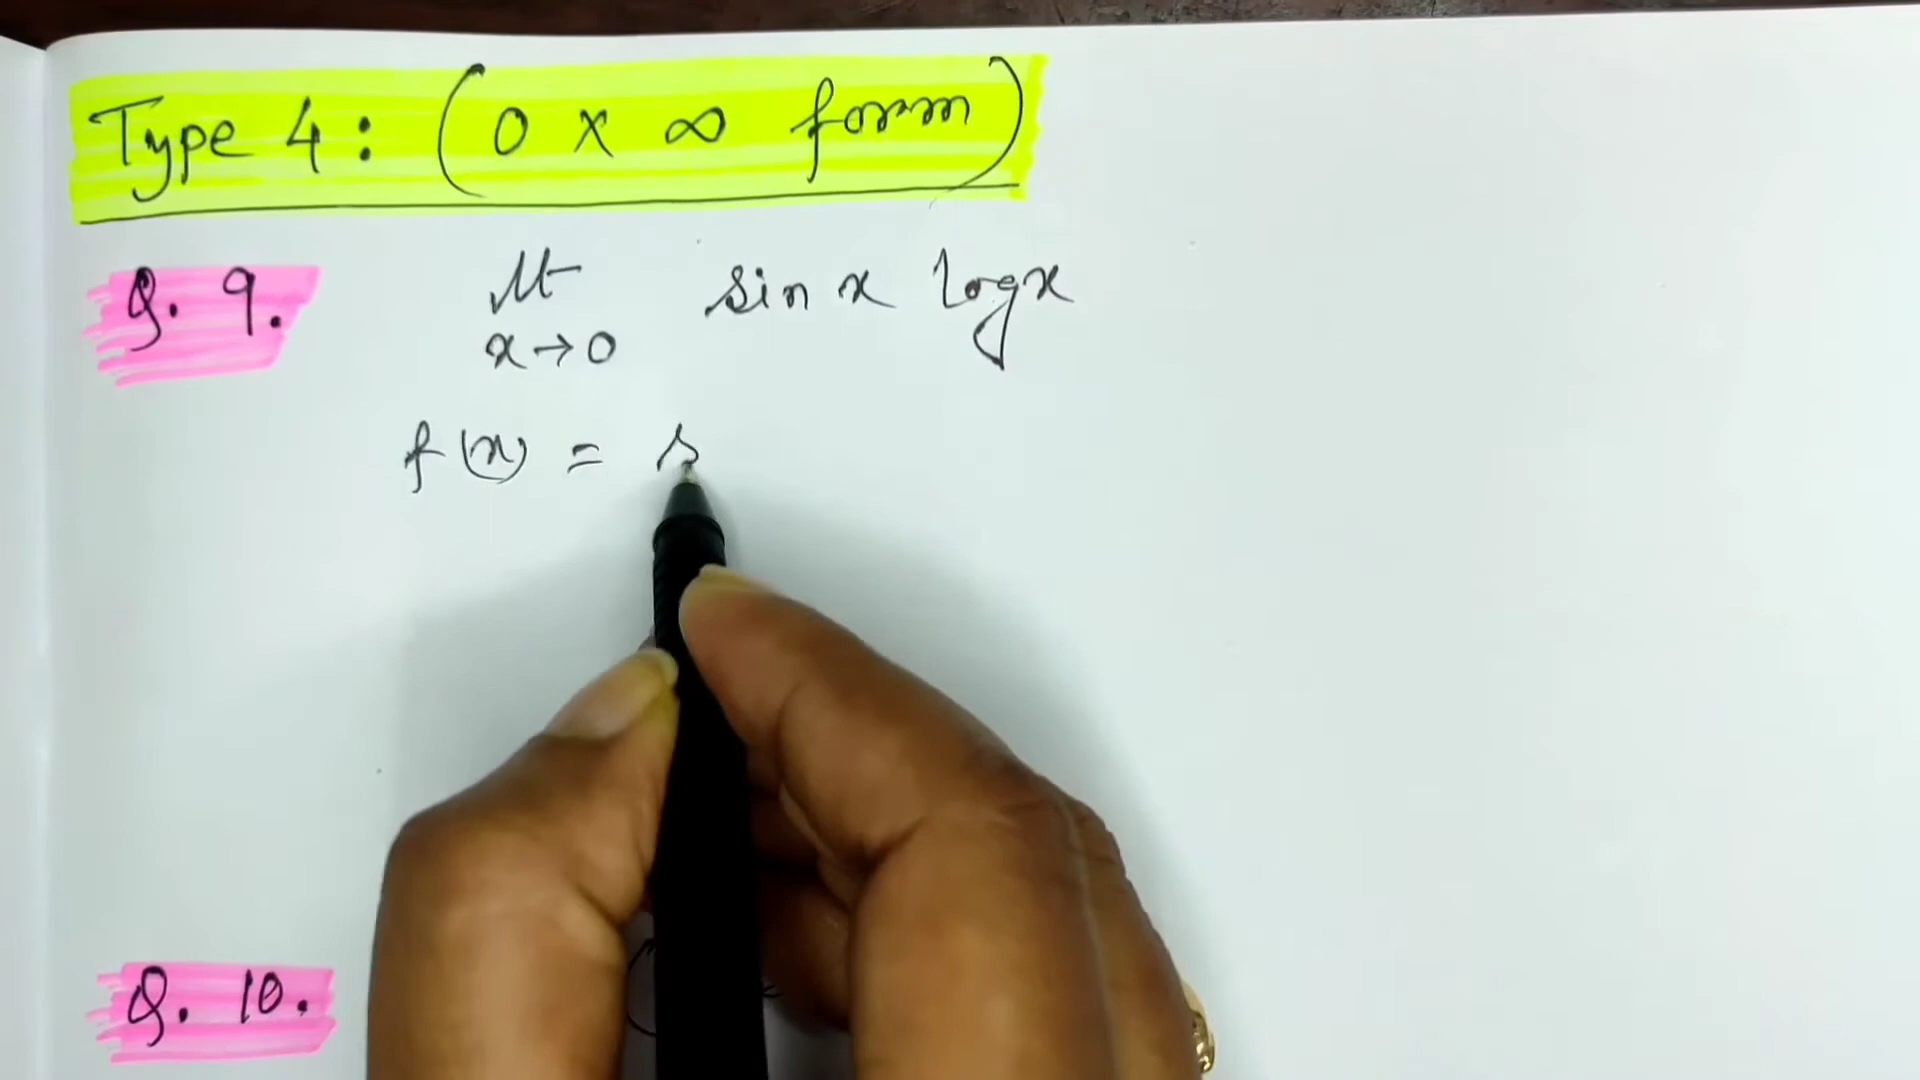 Type 4: (0 x ∞ form)
Q. 9. lt sin x log x
x→0
f(x) = s
Q. 10.